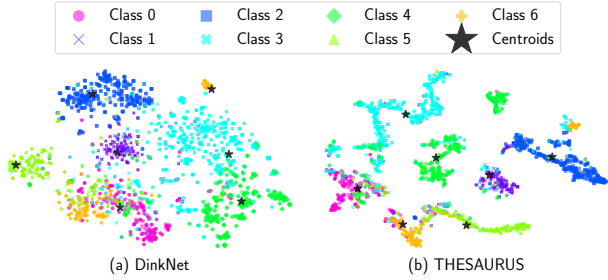 Class 0 Class 2 Class 4 Class 6
Class 1 Class 3 Class 5 Centroids
(a) DinkNet (b) THESAURUS